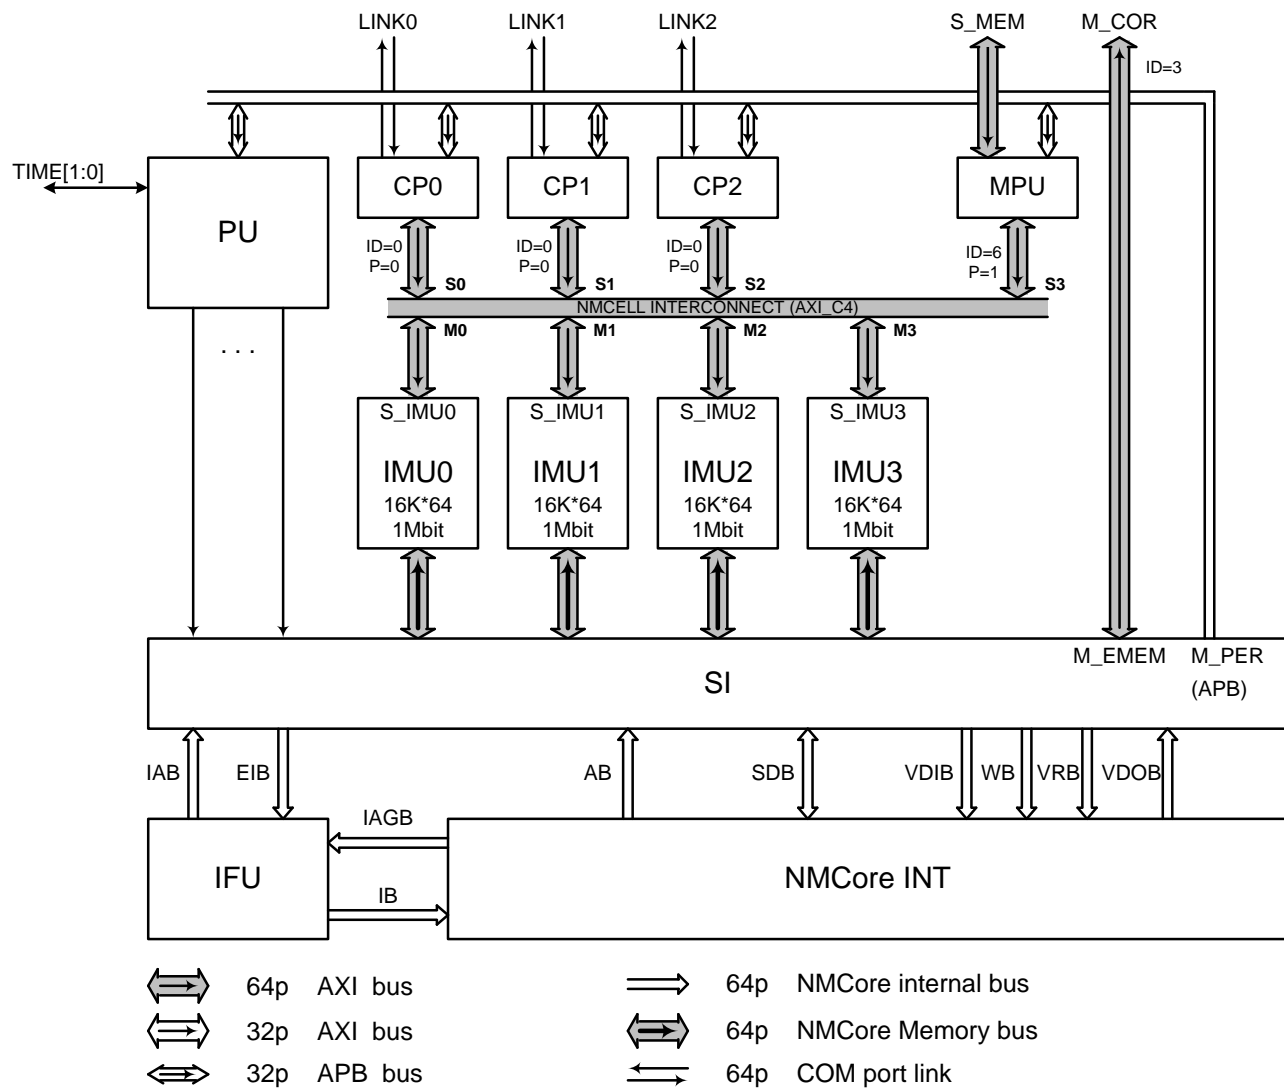 LINK0 LINK1 LINK2 S_MEM M_COR
ID=3
TIME[1:0]
PU CP0 CP1 CP2 MPU
ID=0 ID=0 ID=0 ID=6
P=0 P=0 P=0 P=1
S0 S1 S2 S3
NMCELL INTERCONNECT (AXI_C4)
M0 M1 M2 M3
. . .
S_IMU0 S_IMU1 S_IMU2 S_IMU3
IMU0 IMU1 IMU2 IMU3
16K*64 16K*64 16K*64 16K*64
1Mbit 1Mbit 1Mbit 1Mbit
M_EMEM M_PER
SI (APB)
IAB EIB AB SDB VDIB WB VRB VDOB
IAGB
IFU NMCore INT
IB
64p AXI bus 64p NMCore internal bus
32p AXI bus 64p NMCore Memory bus
32p APB bus 64p COM port link